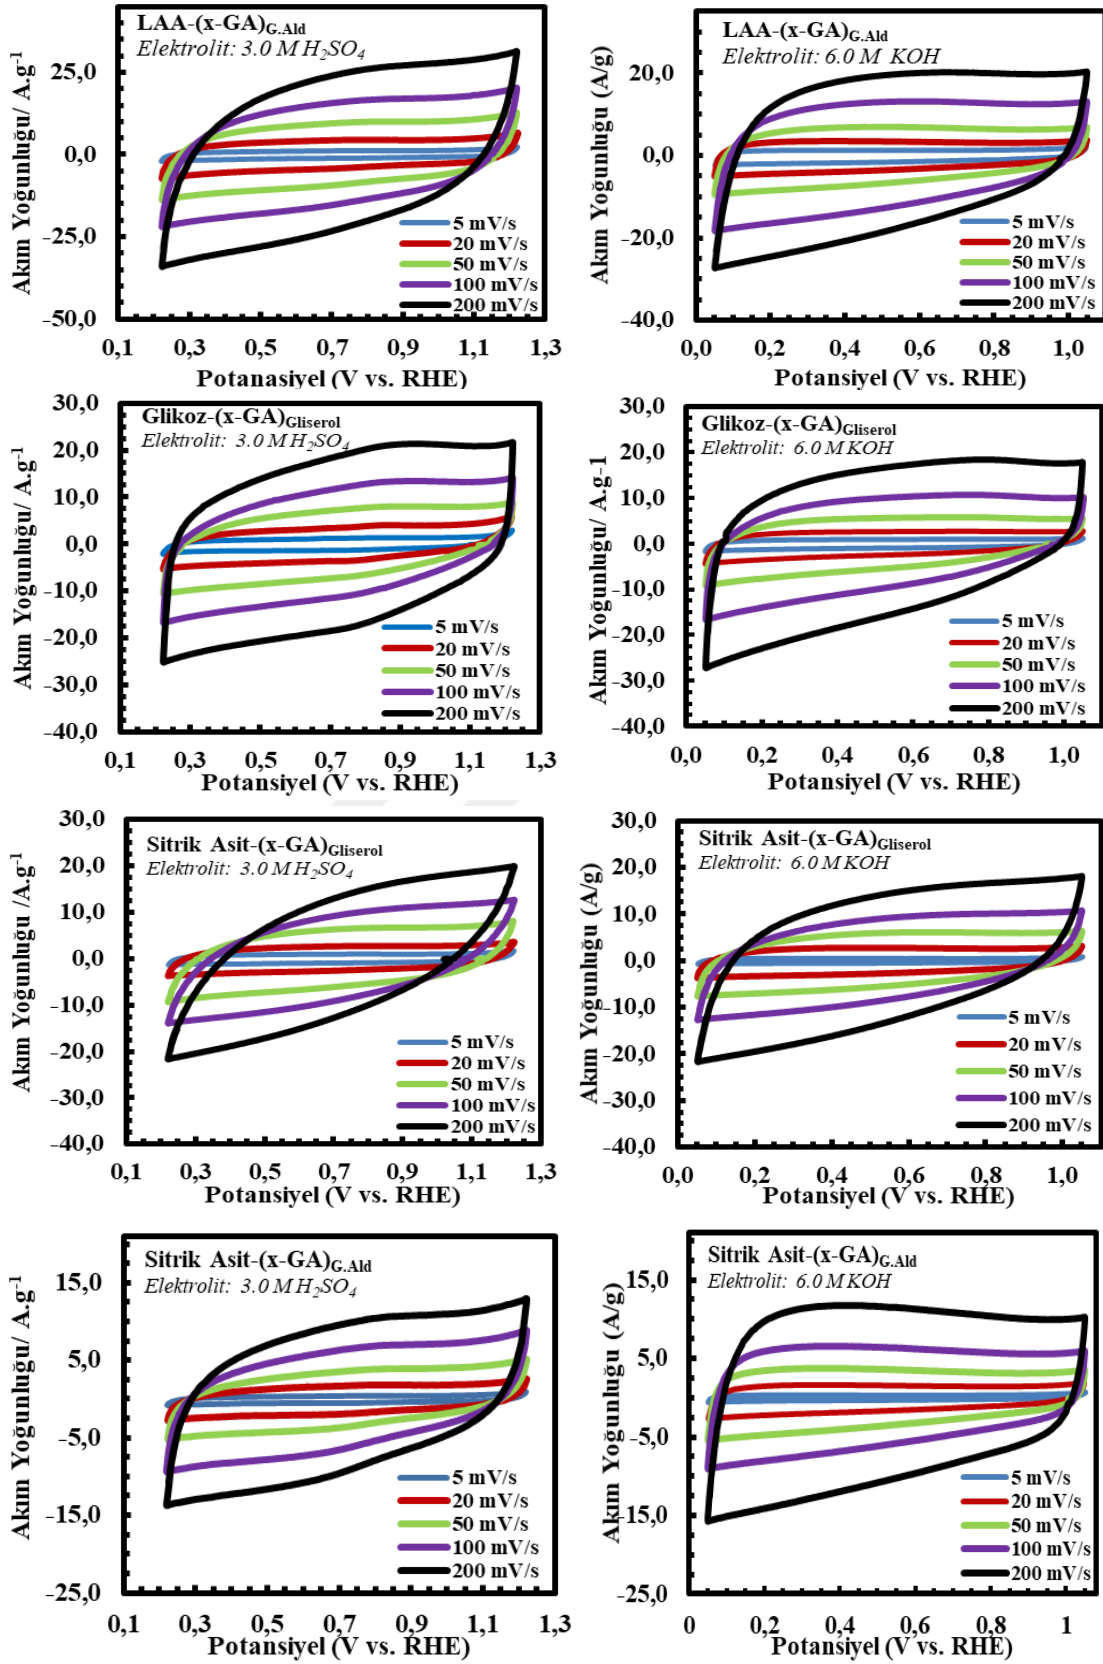 LAA-(x-GA)G.Ald
Elektrolit: 3.0 M H2SO4
Akım Yoğunluğu/ A.g-1
25,0
0,0
-25,0
-50,0
5 mV/s
20 mV/s
50 mV/s
100 mV/s
200 mV/s
0,1 0,3 0,5 0,7 0,9 1,1 1,3
Potanasiyel (V vs. RHE)
LAA-(x-GA)G.Ald
Elektrolit: 6.0 M KOH
Akım Yoğunluğu (A/g)
20,0
0,0
-20,0
-40,0
5 mV/s
20 mV/s
50 mV/s
100 mV/s
200 mV/s
0,0 0,2 0,4 0,6 0,8 1,0
Potansiyel (V vs. RHE)
Glikoz-(x-GA)Gliserol
Elektrolit: 3.0 M H2SO4
Akım Yoğunluğu/ A.g-1
30,0
20,0
10,0
0,0
-10,0
-20,0
-30,0
-40,0
5 mV/s
20 mV/s
50 mV/s
100 mV/s
200 mV/s
0,1 0,3 0,5 0,7 0,9 1,1 1,3
Potansiyel (V vs. RHE)
Glikoz-(x-GA)Gliserol
Elektrolit: 6.0 M KOH
Akım Yoğunluğu/ A.g-1
30,0
20,0
10,0
0,0
-10,0
-20,0
-30,0
-40,0
5 mV/s
20 mV/s
50 mV/s
100 mV/s
200 mV/s
0,0 0,2 0,4 0,6 0,8 1,0
Potansiyel (V vs. RHE)
Sitrik Asit-(x-GA)Gliserol
Elektrolit: 3.0 M H2SO4
Akım Yoğunluğu /A.g-1
30,0
20,0
10,0
0,0
-10,0
-20,0
-30,0
-40,0
5 mV/s
20 mV/s
50 mV/s
100 mV/s
200 mV/s
0,1 0,3 0,5 0,7 0,9 1,1 1,3
Potansiyel (V vs. RHE)
Sitrik Asit-(x-GA)Gliserol
Elektrolit: 6.0 M KOH
Akım Yoğunluğu (A/g)
30,0
20,0
10,0
0,0
-10,0
-20,0
-30,0
-40,0
5 mV/s
20 mV/s
50 mV/s
100 mV/s
200 mV/s
0,0 0,2 0,4 0,6 0,8 1,0
Potansiyel (V vs. RHE)
Sitrik Asit-(x-GA)G.Ald
Elektrolit: 3.0 M H2SO4
Akım Yoğunluğu/ A.g-1
15,0
5,0
-5,0
-15,0
-25,0
5 mV/s
20 mV/s
50 mV/s
100 mV/s
200 mV/s
0,1 0,3 0,5 0,7 0,9 1,1 1,3
Potansiyel (V vs. RHE)
Sitrik Asit-(x-GA)G.Ald
Elektrolit: 6.0 M KOH
Akım Yoğunluğu (A/g)
15,0
5,0
-5,0
-15,0
-25,0
5 mV/s
20 mV/s
50 mV/s
100 mV/s
200 mV/s
0 0,2 0,4 0,6 0,8 1
Potansiyel (V vs. RHE)